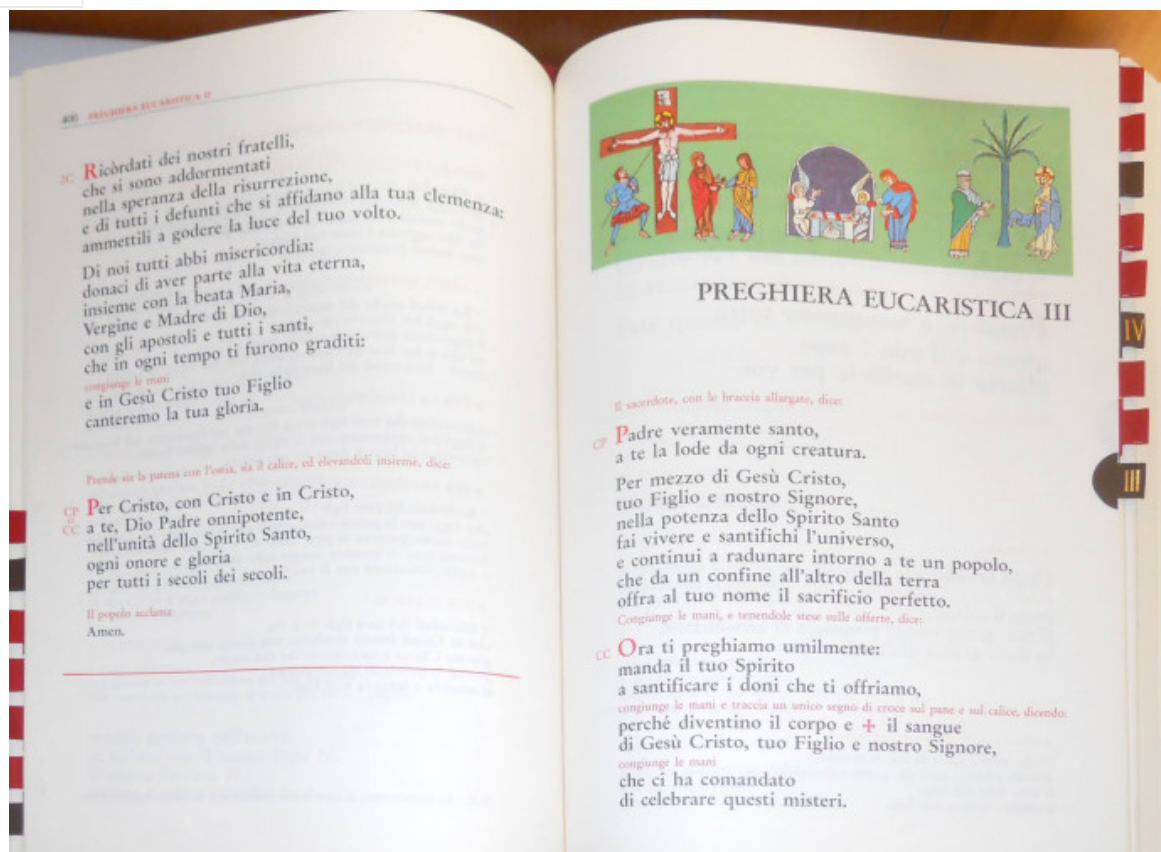 400 PREGHIERA EUCARISTICA II
2C Ricòrdati dei nostri fratelli,
che si sono addormentati
nella speranza della risurrezione,
e di tutti i defunti che si affidano alla tua clemenza:
ammettili a godere la luce del tuo volto.
Di noi tutti abbi misericordia:
donaci di aver parte alla vita eterna,
insieme con la beata Maria,
Vergine e Madre di Dio,
con gli apostoli e tutti i santi,
che in ogni tempo ti furono graditi:
congiunge le mani
e in Gesù Cristo tuo Figlio
canteremo la tua gloria.
Prende sia la patena con l'ostia, sia il calice, ed elevandoli insieme, dice:
CP Per Cristo, con Cristo e in Cristo,
o
CC a te, Dio Padre onnipotente,
nell'unità dello Spirito Santo,
ogni onore e gloria
per tutti i secoli dei secoli.
Il popolo acclama
Amen.
PREGHIERA EUCARISTICA III
Il sacerdote, con le braccia allargate, dice:
CP Padre veramente santo,
a te la lode da ogni creatura.
Per mezzo di Gesù Cristo,
tuo Figlio e nostro Signore,
nella potenza dello Spirito Santo
fai vivere e santifichi l'universo,
e continui a radunare intorno a te un popolo,
che da un confine all'altro della terra
offra al tuo nome il sacrificio perfetto.
Congiunge le mani, e tenendole stese sulle offerte, dice:
CC Ora ti preghiamo umilmente:
manda il tuo Spirito
a santificare i doni che ti offriamo,
congiunge le mani e traccia un unico segno di croce sul pane e sul calice, dicendo:
perché diventino il corpo e ✛ il sangue
di Gesù Cristo, tuo Figlio e nostro Signore,
congiunge le mani
che ci ha comandato
di celebrare questi misteri.
IV
III